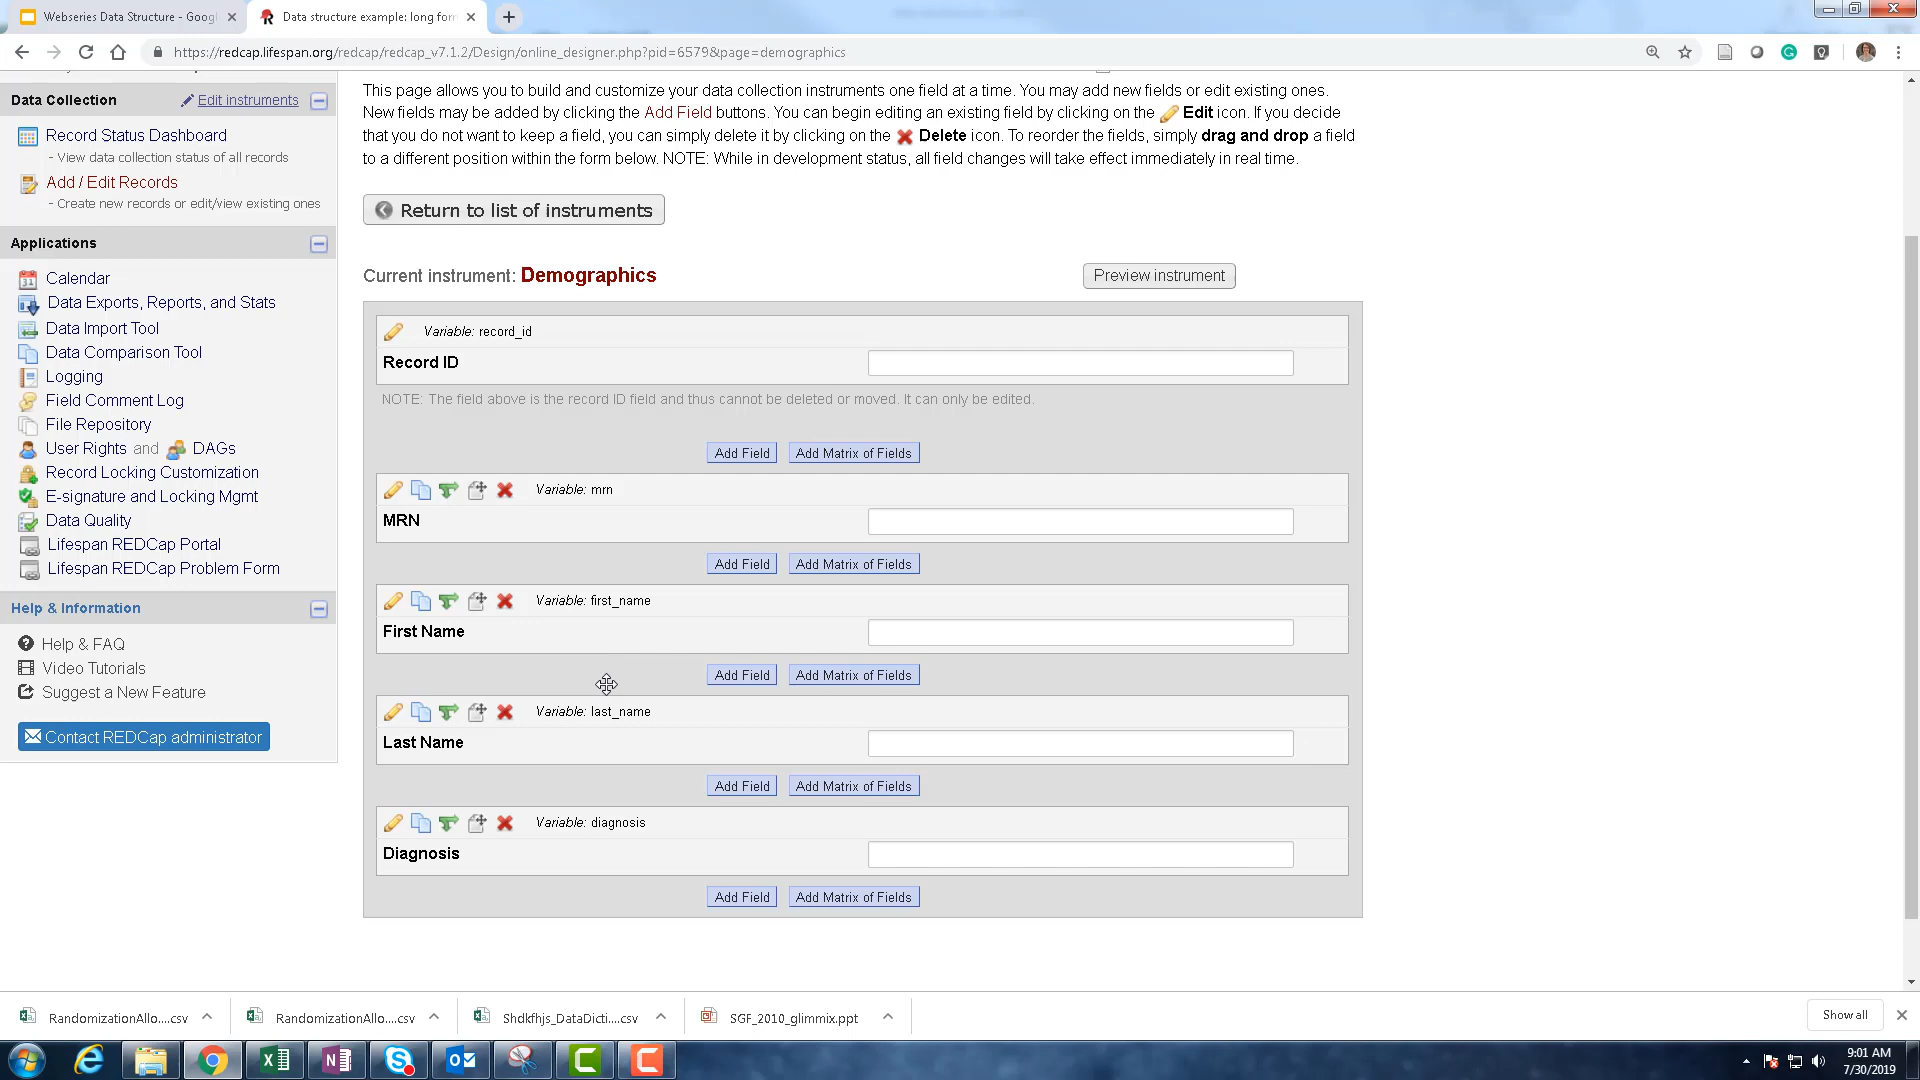 Webseries Data Structure - Goog
Data structure example: long for
https://redcap.lifespan.org/redcap/redcap_v7.1.2/Design/online_designer.php?pid=6579&page=demographics
Data Collection
Edit instruments
Record Status Dashboard
- View data collection status of all records
Add / Edit Records
- Create new records or edit/view existing ones
Applications
Calendar
Data Exports, Reports, and Stats
Data Import Tool
Data Comparison Tool
Logging
Field Comment Log
File Repository
User Rights and DAGs
Record Locking Customization
E-signature and Locking Mgmt
Data Quality
Lifespan REDCap Portal
Lifespan REDCap Problem Form
Help & Information
Help & FAQ
Video Tutorials
Suggest a New Feature
Contact REDCap administrator
This page allows you to build and customize your data collection instruments one field at a time. You may add new fields or edit existing ones.
New fields may be added by clicking the Add Field buttons. You can begin editing an existing field by clicking on the Edit icon. If you decide
that you do not want to keep a field, you can simply delete it by clicking on the Delete icon. To reorder the fields, simply drag and drop a field
to a different position within the form below. NOTE: While in development status, all field changes will take effect immediately in real time.
Return to list of instruments
Current instrument: Demographics
Preview instrument
Variable: record_id
Record ID
NOTE: The field above is the record ID field and thus cannot be deleted or moved. It can only be edited.
Add Field Add Matrix of Fields
Variable: mrn
MRN
Add Field Add Matrix of Fields
Variable: first_name
First Name
Add Field Add Matrix of Fields
Variable: last_name
Last Name
Add Field Add Matrix of Fields
Variable: diagnosis
Diagnosis
Add Field Add Matrix of Fields
RandomizationAllo....csv
RandomizationAllo....csv
Shdkfhjs_DataDicti....csv
SGF_2010_glimmix.ppt
Show all
9:01 AM
7/30/2019